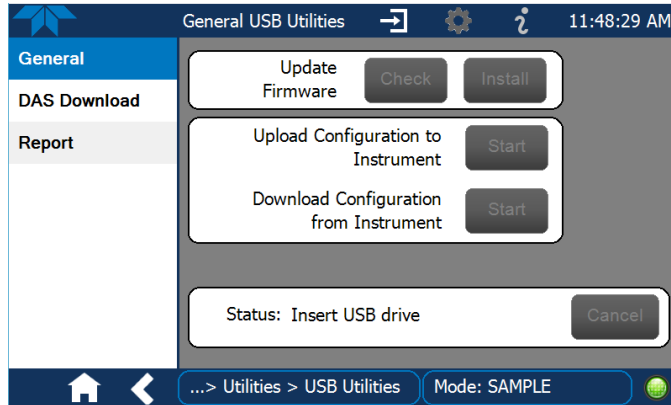 General USB Utilities 11:48:29 AM
General
DAS Download
Report
Update
Firmware
Check Install
Upload Configuration to
Instrument
Start
Download Configuration
from Instrument
Start
Status: Insert USB drive
Cancel
...> Utilities > USB Utilities Mode: SAMPLE